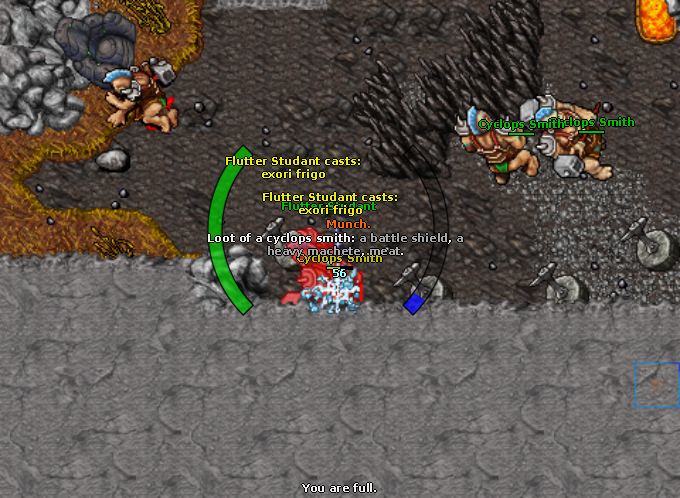 Cyclops Smith
Cyclops Smith
Flutter Studant casts:
exori frigo
Flutter Studant casts:
Flutter Studant
exori frigo
Munch.
Loot of a cyclops smith: a battle shield, a
heavy machete, meat.
Cyclops Smith
56
You are full.